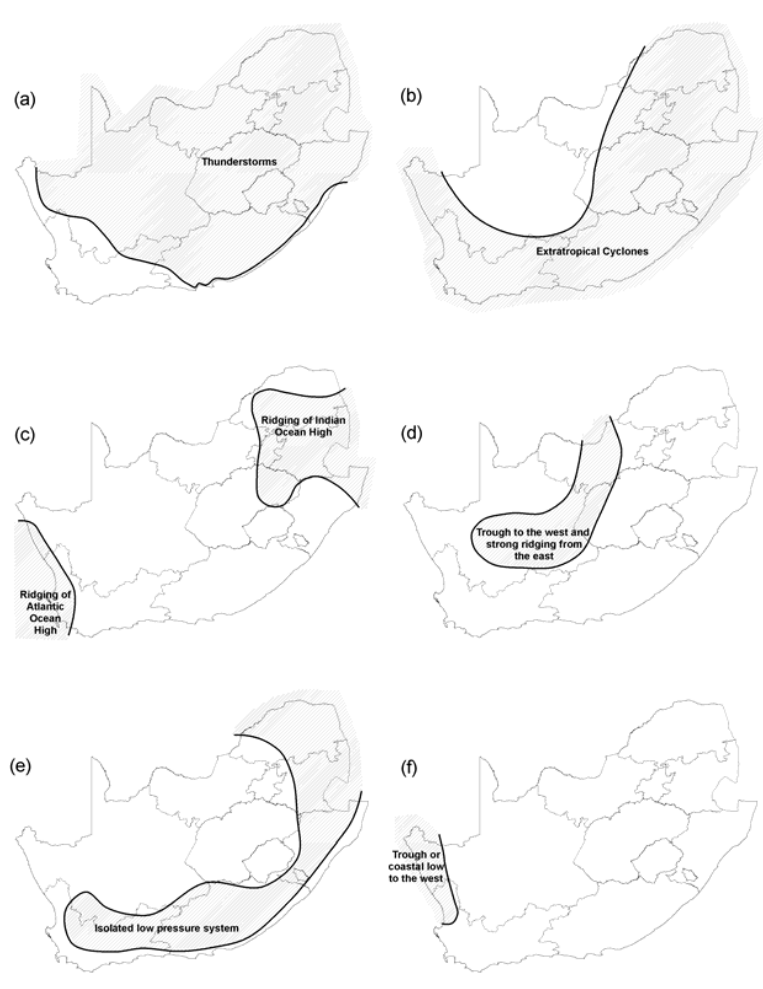 (a)
Thunderstorms
(b)
Extratropical Cyclones
(c)
Ridging of Indian
Ocean High
Ridging of
Atlantic
Ocean
High
(d)
Trough to the west and
strong ridging from
the east
(e)
Isolated low pressure system
(f)
Trough or
coastal low
to the west